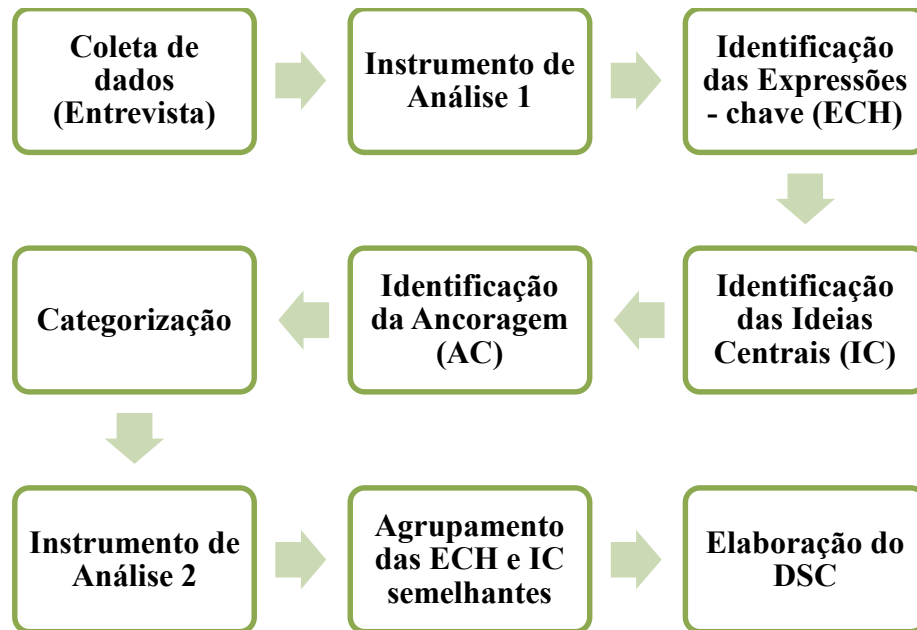 Coleta de
dados
(Entrevista)
Instrumento de
Análise 1
Identificação
das Expressões
- chave (ECH)
Identificação
das Ideias
Centrais (IC)
Identificação
da Ancoragem
(AC)
Categorização
Instrumento de
Análise 2
Agrupamento
das ECH e IC
semelhantes
Elaboração do
DSC